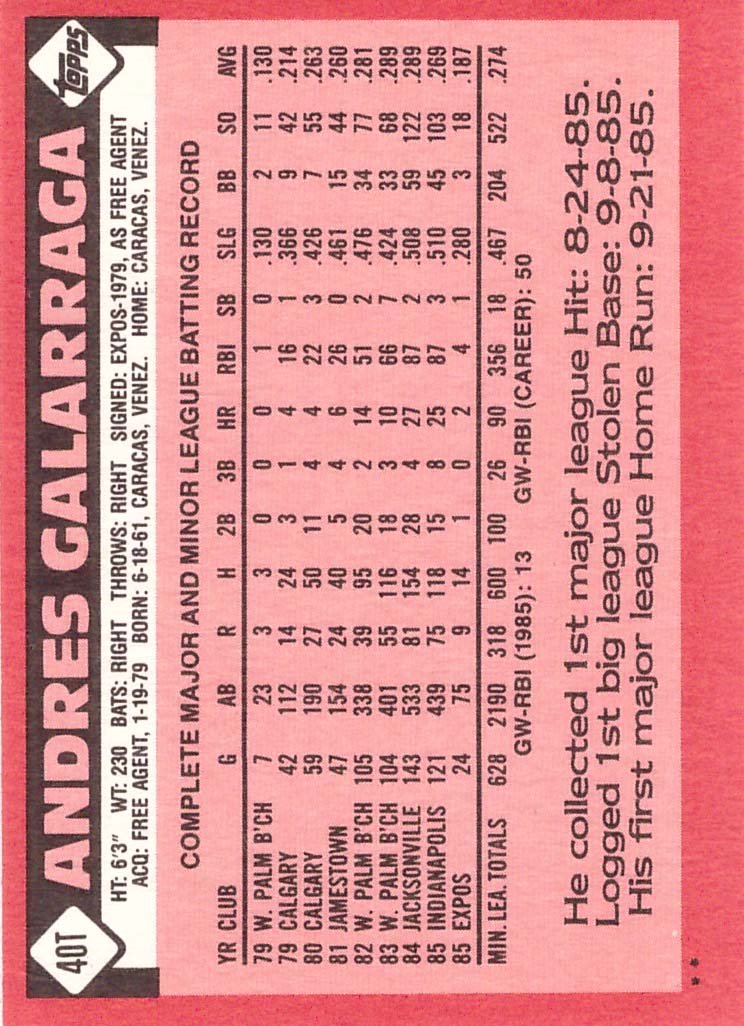 40T ANDRES GALARRAGA topps
HT: 6'3" WT: 230 BATS: RIGHT THROWS: RIGHT SIGNED: EXPOS-1979, AS FREE AGENT
ACQ: FREE AGENT, 1-19-79 BORN: 6-18-61, CARACAS, VENEZ. HOME: CARACAS, VENEZ.
COMPLETE MAJOR AND MINOR LEAGUE BATTING RECORD
YR CLUB G AB R H 2B 3B HR RBI SB SLG BB SO AVG
79 W. PALM B'CH 7 23 3 3 0 0 0 1 0 .130 2 11 .130
79 CALGARY 42 112 14 24 3 1 4 16 1 .366 9 42 .214
80 CALGARY 59 190 27 50 11 4 4 22 3 .426 7 55 .263
81 JAMESTOWN 47 154 24 40 5 4 6 26 0 .461 15 44 .260
82 W. PALM B'CH 105 338 39 95 20 2 14 51 2 .476 34 77 .281
83 W. PALM B'CH 104 401 55 116 18 3 10 66 7 .424 33 68 .289
84 JACKSONVILLE 143 533 81 154 28 4 27 87 2 .508 59 122 .289
85 INDIANAPOLIS 121 439 75 118 15 8 25 87 3 .510 45 103 .269
85 EXPOS 24 75 9 14 1 0 2 4 1 .280 3 18 .187
MIN. LEA. TOTALS 628 2190 318 600 100 26 90 356 18 .467 204 522 .274
GW-RBI (1985): 13 GW-RBI (CAREER): 50
He collected 1st major league Hit: 8-24-85.
Logged 1st big league Stolen Base: 9-8-85.
His first major league Home Run: 9-21-85.
**